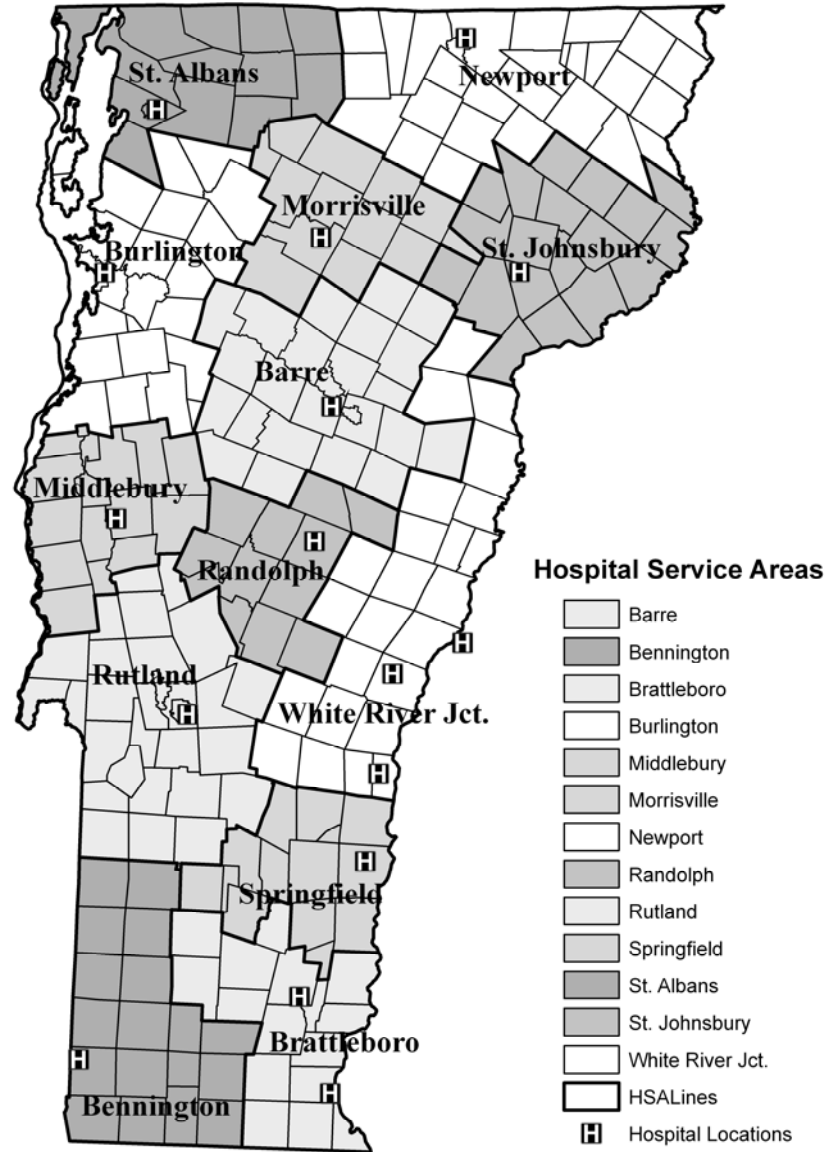 St. Albans
H
Newport
H
Morrisville
H
Burlington
H
St. Johnsbury
H
Barre
H
Middlebury
H
Randolph
H
H
Rutland
H
White River Jct.
H
H
Springfield
H
Brattleboro
H
H
Bennington
H
Hospital Service Areas
Barre
Bennington
Brattleboro
Burlington
Middlebury
Morrisville
Newport
Randolph
Rutland
Springfield
St. Albans
St. Johnsbury
White River Jct.
HSALines
H Hospital Locations